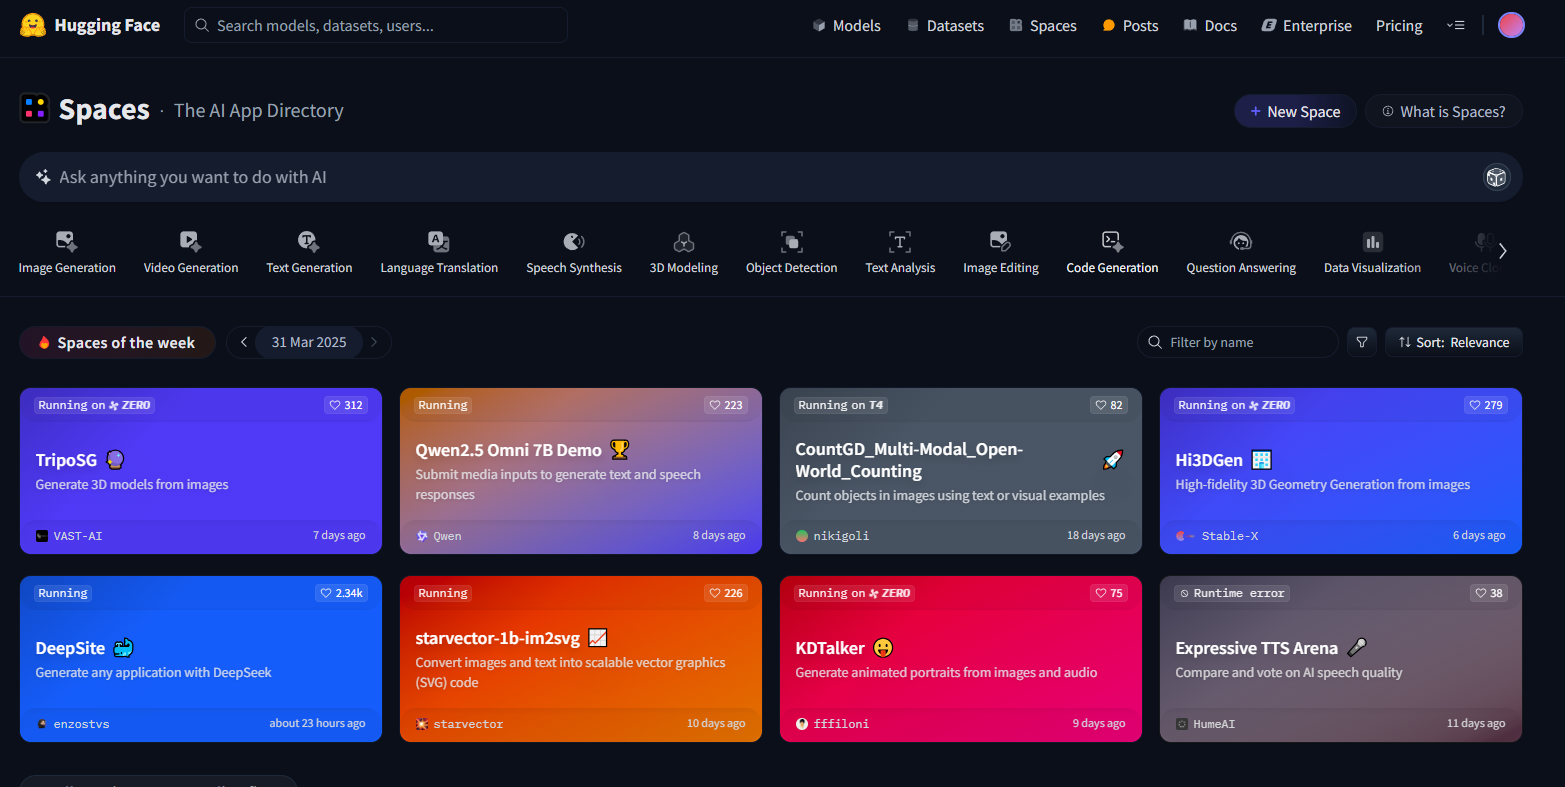 Hugging Face
Search models, datasets, users...
Models
Datasets
Spaces
Posts
Docs
Enterprise
Pricing
Spaces · The AI App Directory
+ New Space
What is Spaces?
Ask anything you want to do with AI
Image Generation
Video Generation
Text Generation
Language Translation
Speech Synthesis
3D Modeling
Object Detection
Text Analysis
Image Editing
Code Generation
Question Answering
Data Visualization
Voice Clo
Spaces of the week
31 Mar 2025
Filter by name
Sort: Relevance
Running on ZERO
312
TripoSG
Generate 3D models from images
VAST-AI
7 days ago
Running
223
Qwen2.5 Omni 7B Demo
Submit media inputs to generate text and speech
responses
Qwen
8 days ago
Running on T4
82
CountGD_Multi-Modal_Open-
World_Counting
Count objects in images using text or visual examples
nikigoli
18 days ago
Running on ZERO
279
Hi3DGen
High-fidelity 3D Geometry Generation from images
Stable-X
6 days ago
Running
2.34k
DeepSite
Generate any application with DeepSeek
enzostvs
about 23 hours ago
Running
226
starvector-1b-im2svg
Convert images and text into scalable vector graphics
(SVG) code
starvector
10 days ago
Running on ZERO
75
KDTalker
Generate animated portraits from images and audio
fffiloni
9 days ago
Runtime error
38
Expressive TTS Arena
Compare and vote on AI speech quality
HumeAI
11 days ago